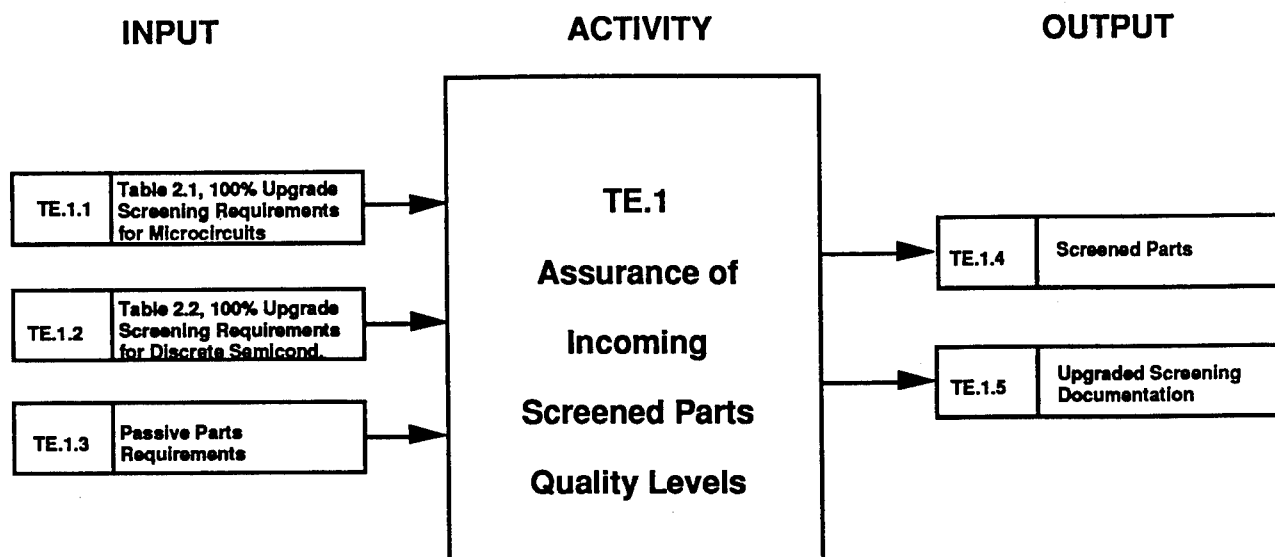 INPUT
ACTIVITY
OUTPUT
TE.1.1
Table 2.1, 100% Upgrade
Screening Requirements
for Microcircuits
TE.1.2
Table 2.2, 100% Upgrade
Screening Requirements
for Discrete Semicond.
TE.1.3
Passive Parts
Requirements
TE.1
Assurance of
Incoming
Screened Parts
Quality Levels
TE.1.4
Screened Parts
TE.1.5
Upgraded Screening
Documentation